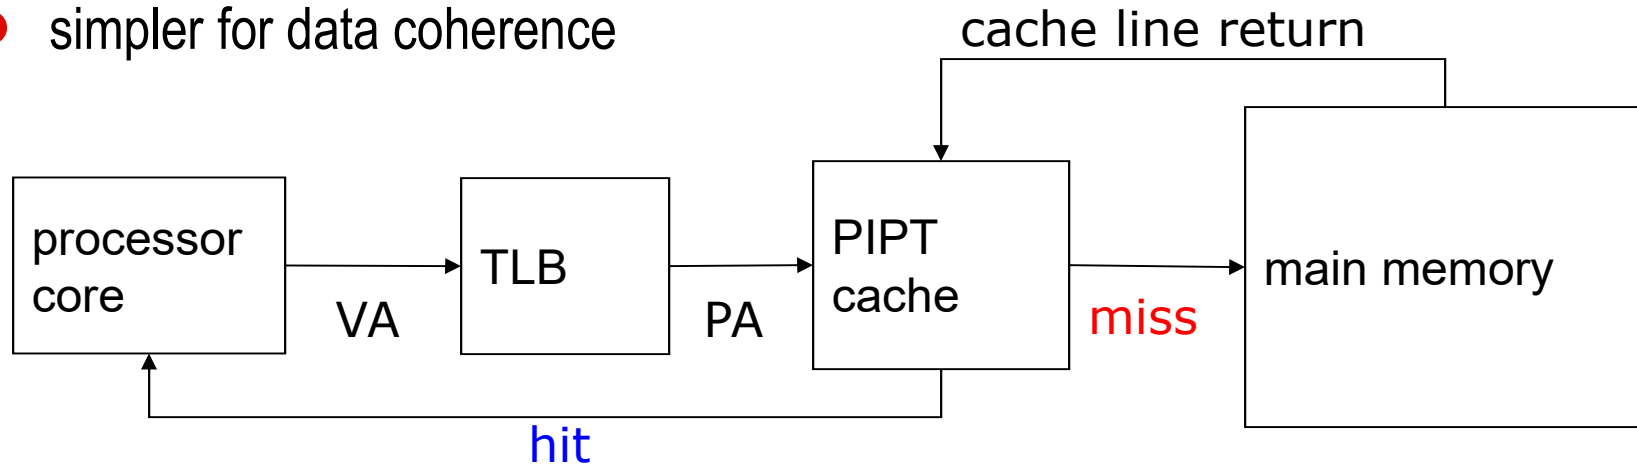 simpler for data coherence
cache line return
processor
core
TLB
PIPT
cache
main memory
VA
PA
miss
hit